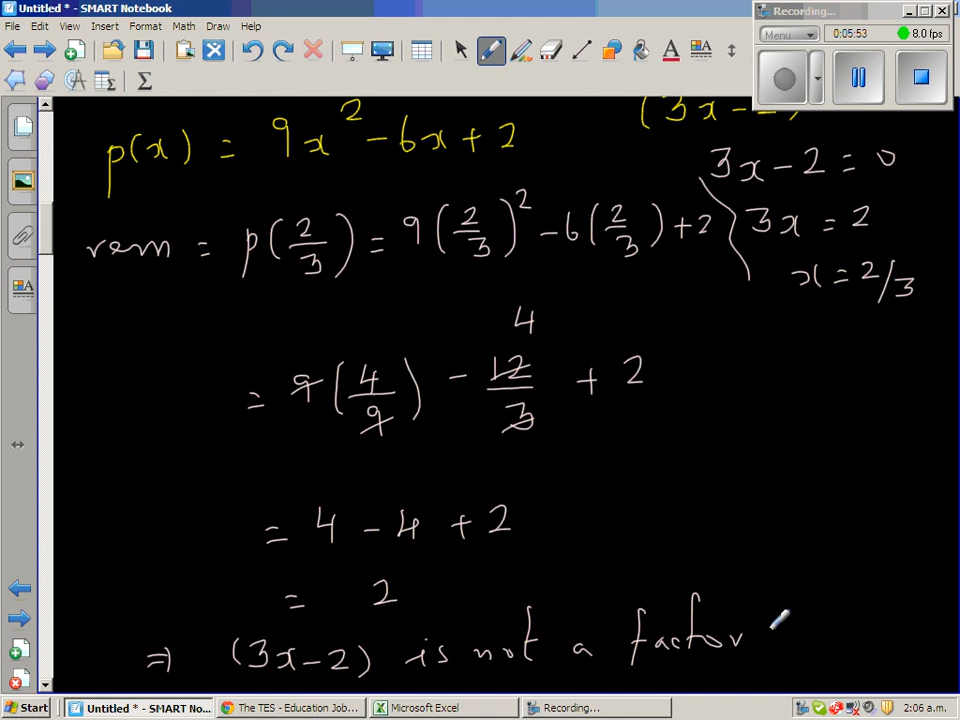 Untitled * - SMART Notebook
Recording...
File Edit View Insert Format Math Draw Help
Menu 0:05:53 8.0 fps
(3x-2)
p(x) = 9x² - 6x + 2
3x - 2 = 0
rem = p(2/3) = 9(2/3)² - 6(2/3) + 2
3x = 2
x = 2/3
4
= 9(4/9) - 12/3 + 2
= 4 - 4 + 2
= 2
⇒ (3x-2) is not a factor
Start Untitled * - SMART No... The TES - Education Job... Microsoft Excel Recording... 2:06 a.m.